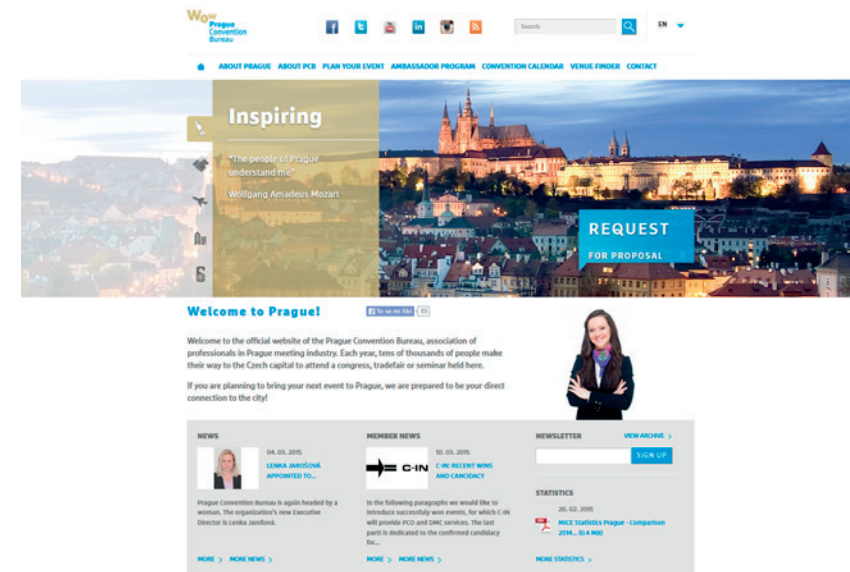 Wow
Prague
Convention
Bureau
Search
EN
ABOUT PRAGUE ABOUT PCB PLAN YOUR EVENT AMBASSADOR PROGRAM CONVENTION CALENDAR VENUE FINDER CONTACT
Inspiring
"The people of Prague
understand me"
Wolfgang Amadeus Mozart
REQUEST
FOR PROPOSAL
Welcome to Prague!
To se mi líbí
Welcome to the official website of the Prague Convention Bureau, association of
professionals in Prague meeting industry. Each year, tens of thousands of people make
their way to the Czech capital to attend a congress, tradefair or seminar held here.
If you are planning to bring your next event to Prague, we are prepared to be your direct
connection to the city!
NEWS
04. 03. 2015
LENKA JAROŠOVÁ
APPOINTED TO...
Prague Convention Bureau is again headed by a
woman. The organization's new Executive
Director is Lenka Jarošová.
MORE > MORE NEWS >
MEMBER NEWS
C-IN
10. 03. 2015
C-IN: RECENT WINS
AND CANCIDACY
In the following paragraphs we would like to
introduce successfuly won events, for which C-IN
will provide PCO and DMC services. The last
partt is dedicated to the confirmed candidacy
for...
MORE > MORE NEWS >
NEWSLETTER
VIEW ARCHIVE >
SIGN UP
STATISTICS
20. 02. 2015
MICE Statistics Prague - Comparison
2014... (0.4 MB)
MORE STATISTICS >